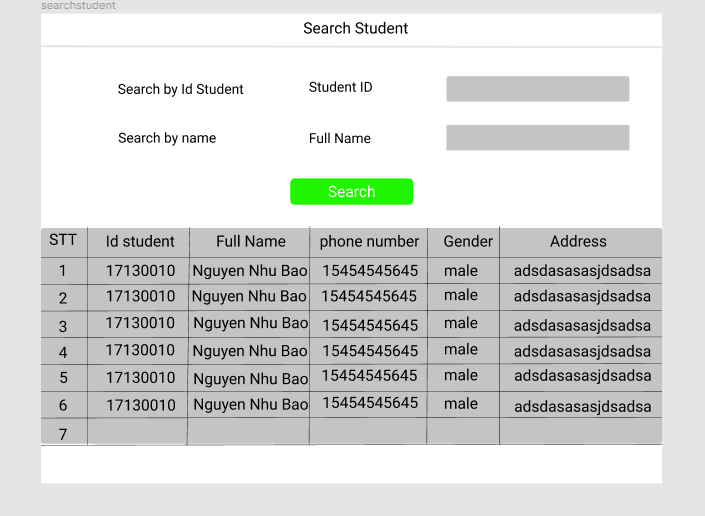 searchstudent
Search Student
Search by Id Student Student ID
Search by name Full Name
Search
STT Id student Full Name phone number Gender Address
1 17130010 Nguyen Nhu Bao 15454545645 male adsdasasasjdsadsa
2 17130010 Nguyen Nhu Bao 15454545645 male adsdasasasjdsadsa
3 17130010 Nguyen Nhu Bao 15454545645 male adsdasasasjdsadsa
4 17130010 Nguyen Nhu Bao 15454545645 male adsdasasasjdsadsa
5 17130010 Nguyen Nhu Bao 15454545645 male adsdasasasjdsadsa
6 17130010 Nguyen Nhu Bao 15454545645 male adsdasasasjdsadsa
7